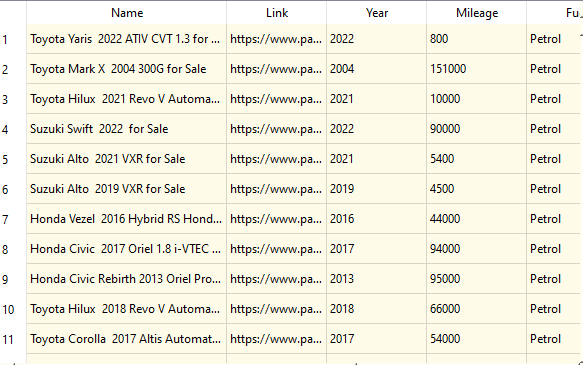 Name Link Year Mileage Fu
1 Toyota Yaris 2022 ATIV CVT 1.3 for ... https://www.pa... 2022 800 Petrol
2 Toyota Mark X 2004 300G for Sale https://www.pa... 2004 151000 Petrol
3 Toyota Hilux 2021 Revo V Automa... https://www.pa... 2021 10000 Petrol
4 Suzuki Swift 2022 for Sale https://www.pa... 2022 90000 Petrol
5 Suzuki Alto 2021 VXR for Sale https://www.pa... 2021 5400 Petrol
6 Suzuki Alto 2019 VXR for Sale https://www.pa... 2019 4500 Petrol
7 Honda Vezel 2016 Hybrid RS Hond... https://www.pa... 2016 44000 Petrol
8 Honda Civic 2017 Oriel 1.8 i-VTEC ... https://www.pa... 2017 94000 Petrol
9 Honda Civic Rebirth 2013 Oriel Pro... https://www.pa... 2013 95000 Petrol
10 Toyota Hilux 2018 Revo V Automa... https://www.pa... 2018 66000 Petrol
11 Toyota Corolla 2017 Altis Automat... https://www.pa... 2017 54000 Petrol